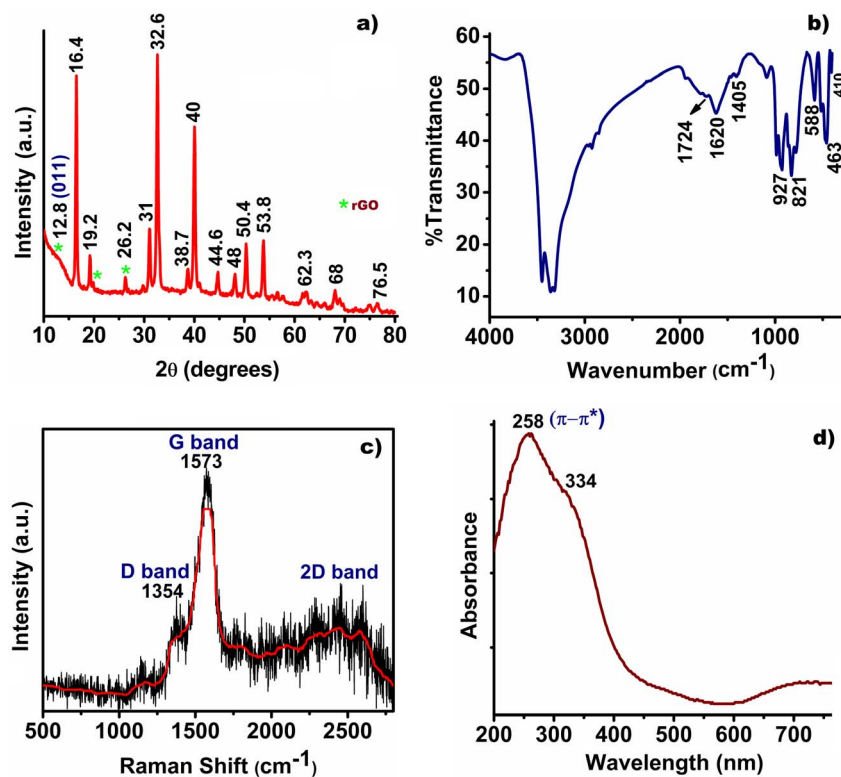 a)
Intensity (a.u.)
12.8 (011)
16.4
19.2
26.2
31
32.6
38.7
40
44.6
48
50.4
53.8
62.3
68
76.5
* rGO
*
*
*
10 20 30 40 50 60 70 80
2θ (degrees)
b)
%Transmittance
60
50
40
30
20
10
1724
1620
1405
927
821
588
463
410
4000 3000 2000 1000
Wavenumber (cm⁻¹)
c)
Intensity (a.u.)
G band
1573
D band
1354
2D band
500 1000 1500 2000 2500
Raman Shift (cm⁻¹)
d)
Absorbance
258 (π−π*)
334
200 300 400 500 600 700
Wavelength (nm)